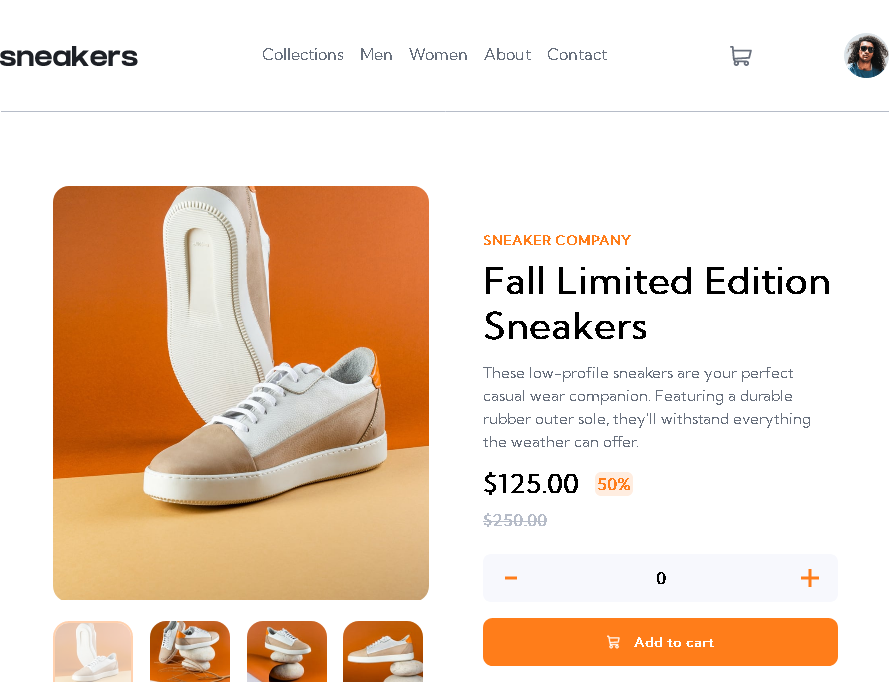 sneakers
Collections Men Women About Contact
SNEAKER COMPANY
Fall Limited Edition
Sneakers
These low-profile sneakers are your perfect
casual wear companion. Featuring a durable
rubber outer sole, they'll withstand everything
the weather can offer.
$125.00 50%
$250.00
0
Add to cart